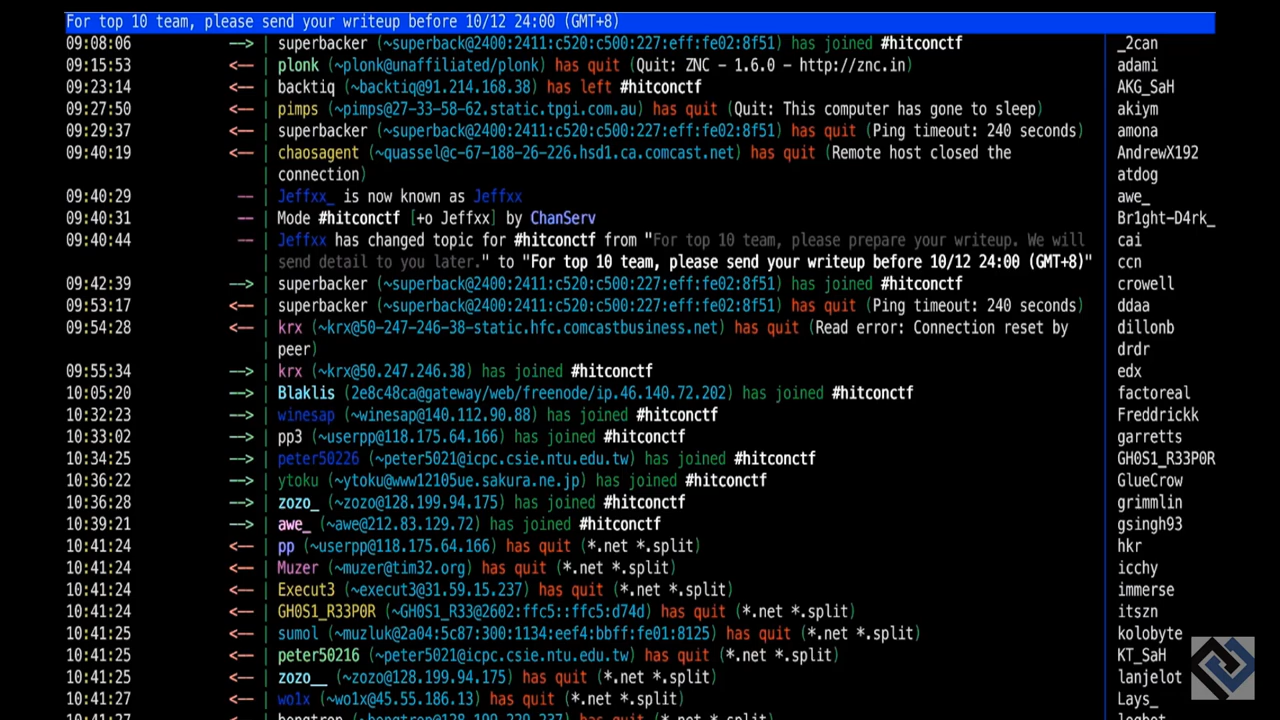 For top 10 team, please send your writeup before 10/12 24:00 (GMT+8)
09:08:06 --> | superbacker (~superback@2400:2411:c520:c500:227:eff:fe02:8f51) has joined #hitconctf
09:15:53 <-- | plonk (~plonk@unaffiliated/plonk) has quit (Quit: ZNC - 1.6.0 - http://znc.in)
09:23:14 <-- | backtiq (~backtiq@91.214.168.38) has left #hitconctf
09:27:50 <-- | pimps (~pimps@27-33-58-62.static.tpgi.com.au) has quit (Quit: This computer has gone to sleep)
09:29:37 <-- | superbacker (~superback@2400:2411:c520:c500:227:eff:fe02:8f51) has quit (Ping timeout: 240 seconds)
09:40:19 <-- | chaosagent (~quassel@c-67-188-26-226.hsd1.ca.comcast.net) has quit (Remote host closed the
| connection)
09:40:29 -- | Jeffxx_ is now known as Jeffxx
09:40:31 -- | Mode #hitconctf [+o Jeffxx] by ChanServ
09:40:44 -- | Jeffxx has changed topic for #hitconctf from "For top 10 team, please prepare your writeup. We will
| send detail to you later." to "For top 10 team, please send your writeup before 10/12 24:00 (GMT+8)"
09:42:39 --> | superbacker (~superback@2400:2411:c520:c500:227:eff:fe02:8f51) has joined #hitconctf
09:53:17 <-- | superbacker (~superback@2400:2411:c520:c500:227:eff:fe02:8f51) has quit (Ping timeout: 240 seconds)
09:54:28 <-- | krx (~krx@50-247-246-38-static.hfc.comcastbusiness.net) has quit (Read error: Connection reset by
| peer)
09:55:34 --> | krx (~krx@50.247.246.38) has joined #hitconctf
10:05:20 --> | Blaklis (2e8c48ca@gateway/web/freenode/ip.46.140.72.202) has joined #hitconctf
10:32:23 --> | winesap (~winesap@140.112.90.88) has joined #hitconctf
10:33:02 --> | pp3 (~userpp@118.175.64.166) has joined #hitconctf
10:34:25 --> | peter50226 (~peter5021@icpc.csie.ntu.edu.tw) has joined #hitconctf
10:36:22 --> | ytoku (~ytoku@www12105ue.sakura.ne.jp) has joined #hitconctf
10:36:28 --> | zozo_ (~zozo@128.199.94.175) has joined #hitconctf
10:39:21 --> | awe_ (~awe@212.83.129.72) has joined #hitconctf
10:41:24 <-- | pp (~userpp@118.175.64.166) has quit (*.net *.split)
10:41:24 <-- | Muzer (~muzer@tim32.org) has quit (*.net *.split)
10:41:24 <-- | Execut3 (~execut3@31.59.15.237) has quit (*.net *.split)
10:41:24 <-- | GH0S1_R33P0R (~GH0S1_R33@2602:ffc5::ffc5:d74d) has quit (*.net *.split)
10:41:25 <-- | sumol (~muzluk@2a04:5c87:300:1134:eef4:bbff:fe01:8125) has quit (*.net *.split)
10:41:25 <-- | peter50216 (~peter5021@icpc.csie.ntu.edu.tw) has quit (*.net *.split)
10:41:25 <-- | zozo__ (~zozo@128.199.94.175) has quit (*.net *.split)
10:41:27 <-- | wo1x (~wo1x@45.55.186.13) has quit (*.net *.split)
_2can
adami
AKG_SaH
akiym
amona
AndrewX192
atdog
awe_
Br1ght-D4rk_
cai
ccn
crowell
ddaa
dillonb
drdr
edx
factoreal
Freddrickk
garretts
GH0S1_R33P0R
GlueCrow
grimmlin
gsingh93
hkr
icchy
immerse
itszn
kolobyte
KT_SaH
lanjelot
Lays_